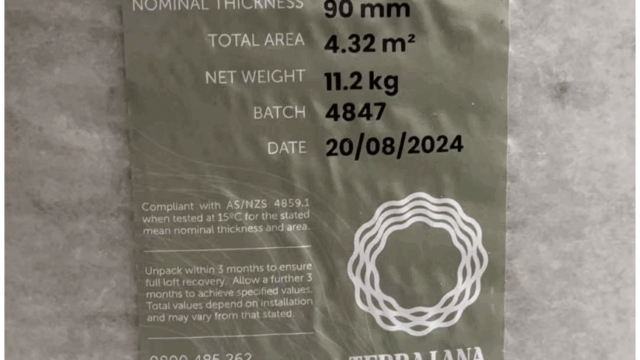 NOMINAL THICKNESS 90 mm
TOTAL AREA 4.32 m²
NET WEIGHT 11.2 kg
BATCH 4847
DATE 20/08/2024
Compliant with AS/NZS 4859.1
when tested at 15ºC for the stated
mean nominal thickness and area.
Unpack within 3 months to ensure
full loft recovery. Allow a further 3
months to achieve specified values.
Total values depend on installation
and may vary from that stated.
0800 485 262
TERRA LANA